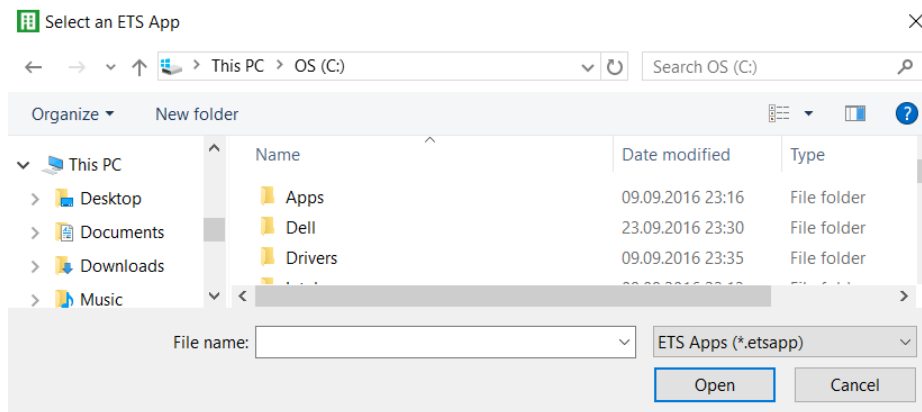 Select an ETS App
This PC > OS (C:)
Search OS (C:)
Organize
New folder
?
Name
Date modified
Type
This PC
Desktop
Documents
Downloads
Music
Apps 09.09.2016 23:16 File folder
Dell 23.09.2016 23:30 File folder
Drivers 09.09.2016 23:35 File folder
File name:
ETS Apps (*.etsapp)
Open
Cancel